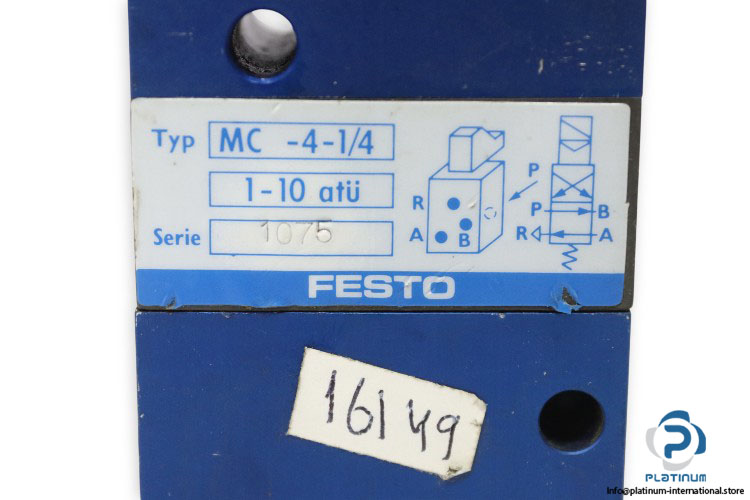 Typ MC -4-1/4
1-10 atü
Serie 1075
P
R
A B
P B
R A
FESTO
16149
PLATINUM
Info@platinum-international.store